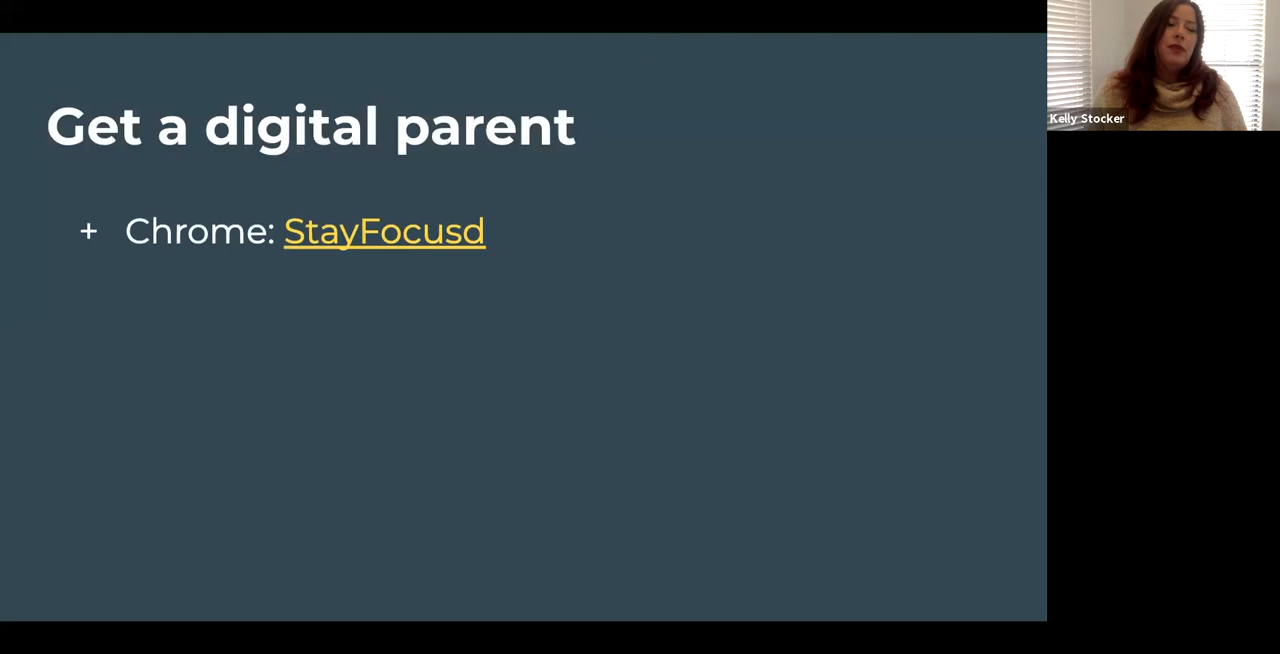 Get a digital parent
+ Chrome: StayFocusd
Kelly Stocker